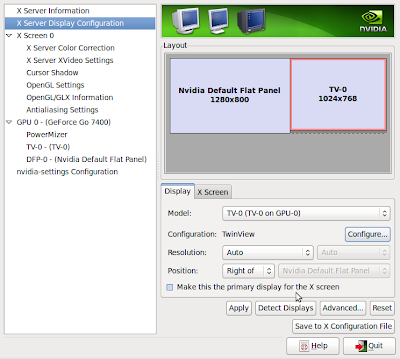 X Server Information
X Server Display Configuration
X Screen 0
X Server Color Correction
X Server XVideo Settings
Cursor Shadow
OpenGL Settings
OpenGL/GLX Information
Antialiasing Settings
GPU 0 - (GeForce Go 7400)
PowerMizer
TV-0 - (TV-0)
DFP-0 - (Nvidia Default Flat Panel)
nvidia-settings Configuration
NVIDIA
Layout
Nvidia Default Flat Panel
1280x800
TV-0
1024x768
Display
X Screen
Model:
TV-0 (TV-0 on GPU-0)
Configuration:
TwinView
Configure...
Resolution:
Auto
Auto
Position:
Right of
Nvidia Default Flat Panel
Make this the primary display for the X screen
Apply
Detect Displays
Advanced...
Reset
Save to X Configuration File
Help
Quit